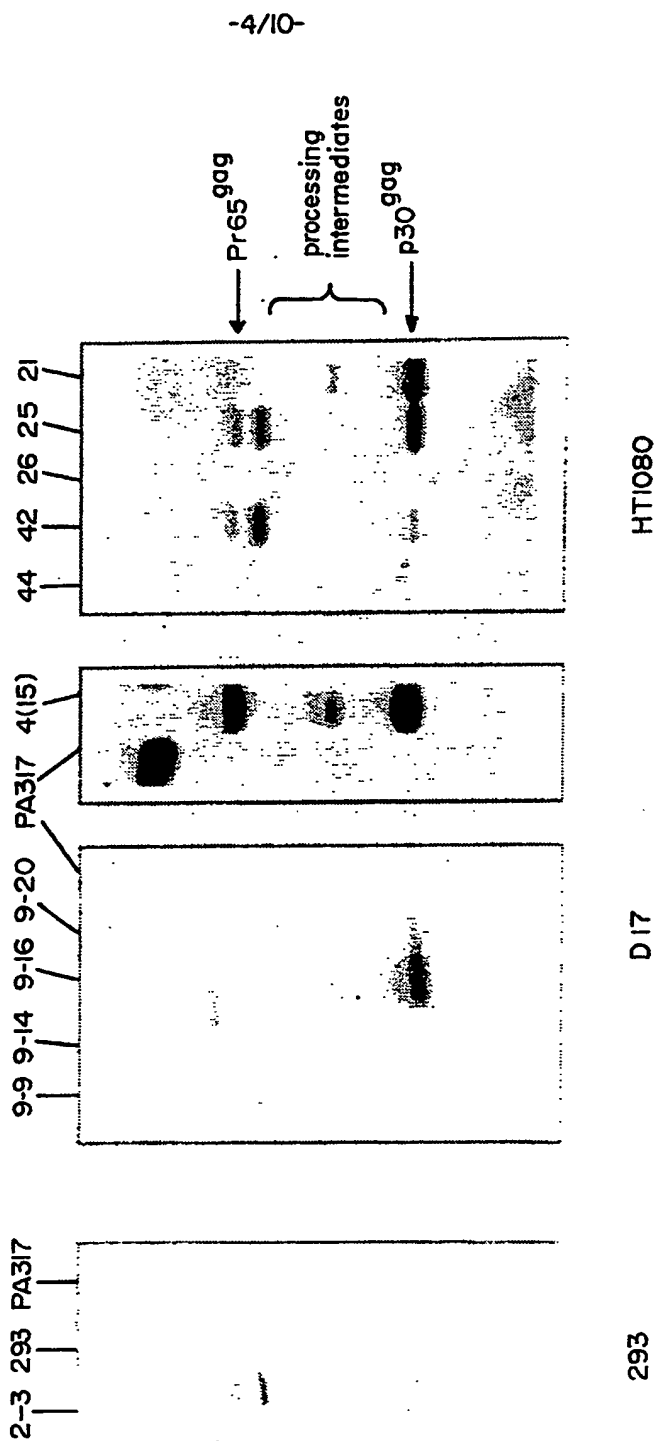 -4/10-
2-3 293 PA317
9-9 9-14 9-16 9-20 PA317 4(15)
44 42 26 25 21
Pr65gag
processing
intermediates
p30gag
293
D17
HT1080